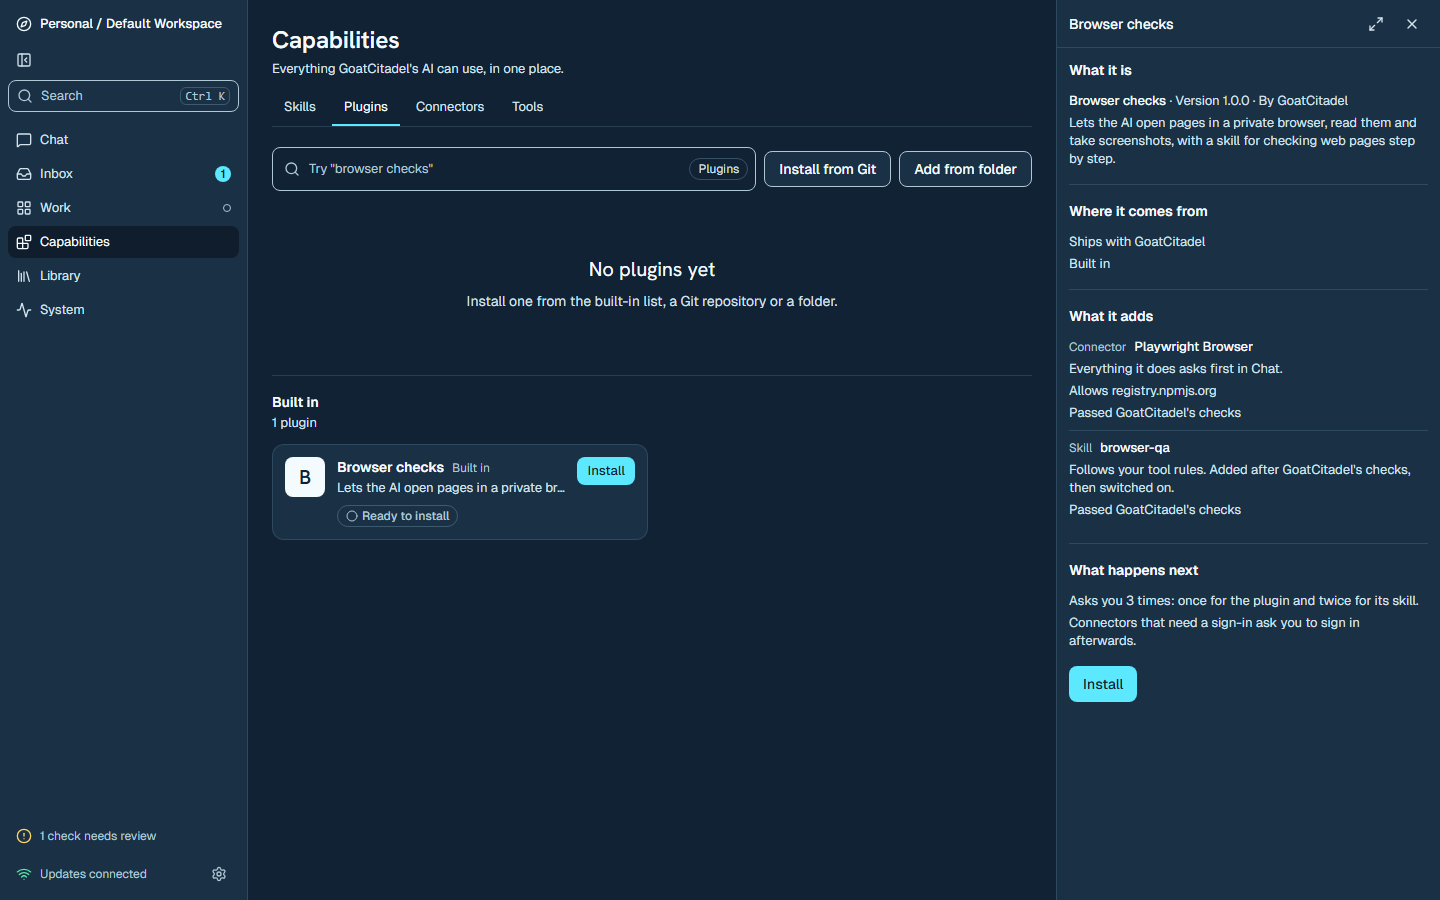 Personal / Default Workspace
Search
Ctrl K
Chat
Inbox
1
Work
Capabilities
Library
System
1 check needs review
Updates connected
Capabilities
Everything GoatCitadel's AI can use, in one place.
Skills
Plugins
Connectors
Tools
Try "browser checks"
Plugins
Install from Git
Add from folder
No plugins yet
Install one from the built-in list, a Git repository or a folder.
Built in
1 plugin
B
Browser checks Built in
Lets the AI open pages in a private br...
Ready to install
Install
Browser checks
What it is
Browser checks · Version 1.0.0 · By GoatCitadel
Lets the AI open pages in a private browser, read them and
take screenshots, with a skill for checking web pages step
by step.
Where it comes from
Ships with GoatCitadel
Built in
What it adds
Connector Playwright Browser
Everything it does asks first in Chat.
Allows registry.npmjs.org
Passed GoatCitadel's checks
Skill browser-qa
Follows your tool rules. Added after GoatCitadel's checks,
then switched on.
Passed GoatCitadel's checks
What happens next
Asks you 3 times: once for the plugin and twice for its skill.
Connectors that need a sign-in ask you to sign in
afterwards.
Install